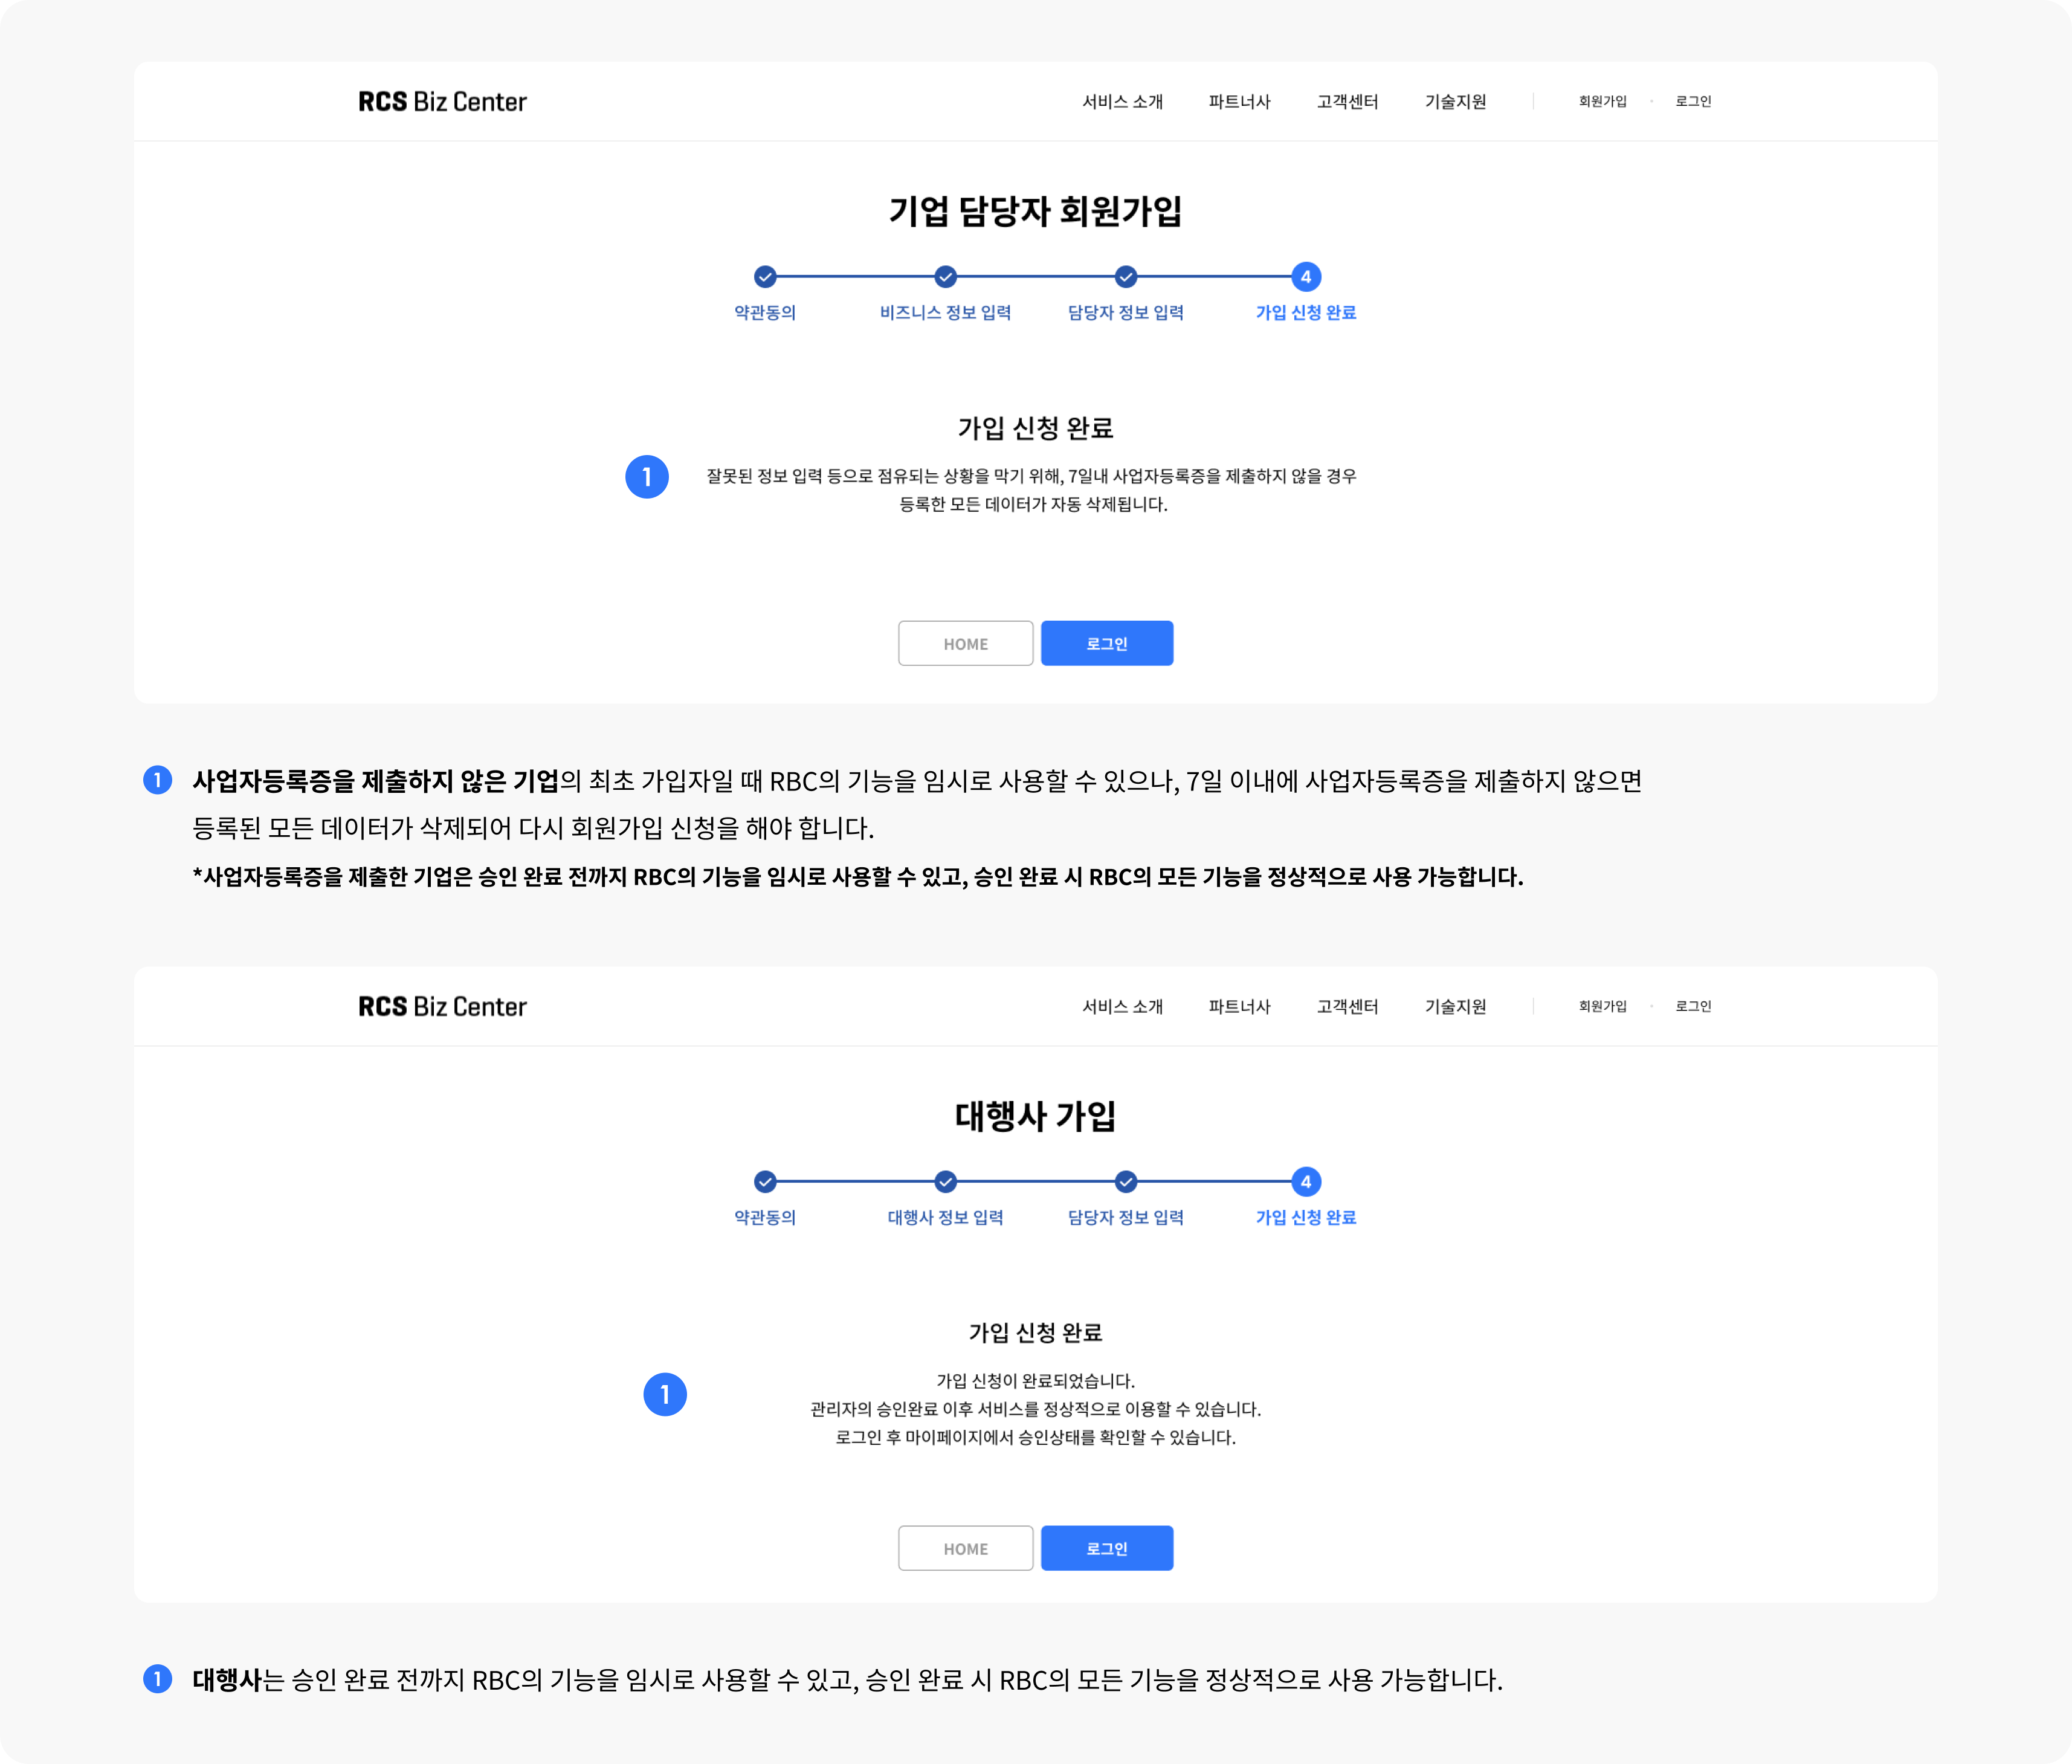 RCS Biz Center
서비스 소개 파트너사 고객센터 기술지원 회원가입 로그인
기업 담당자 회원가입
4
약관동의 비즈니스 정보 입력 담당자 정보 입력 가입 신청 완료
가입 신청 완료
1 잘못된 정보 입력 등으로 점유되는 상황을 막기 위해, 7일내 사업자등록증을 제출하지 않을 경우
등록한 모든 데이터가 자동 삭제됩니다.
HOME 로그인
1 사업자등록증을 제출하지 않은 기업의 최초 가입자일 때 RBC의 기능을 임시로 사용할 수 있으나, 7일 이내에 사업자등록증을 제출하지 않으면
등록된 모든 데이터가 삭제되어 다시 회원가입 신청을 해야 합니다.
*사업자등록증을 제출한 기업은 승인 완료 전까지 RBC의 기능을 임시로 사용할 수 있고, 승인 완료 시 RBC의 모든 기능을 정상적으로 사용 가능합니다.
RCS Biz Center
서비스 소개 파트너사 고객센터 기술지원 회원가입 로그인
대행사 가입
4
약관동의 대행사 정보 입력 담당자 정보 입력 가입 신청 완료
가입 신청 완료
가입 신청이 완료되었습니다.
1 관리자의 승인완료 이후 서비스를 정상적으로 이용할 수 있습니다.
로그인 후 마이페이지에서 승인상태를 확인할 수 있습니다.
HOME 로그인
1 대행사는 승인 완료 전까지 RBC의 기능을 임시로 사용할 수 있고, 승인 완료 시 RBC의 모든 기능을 정상적으로 사용 가능합니다.